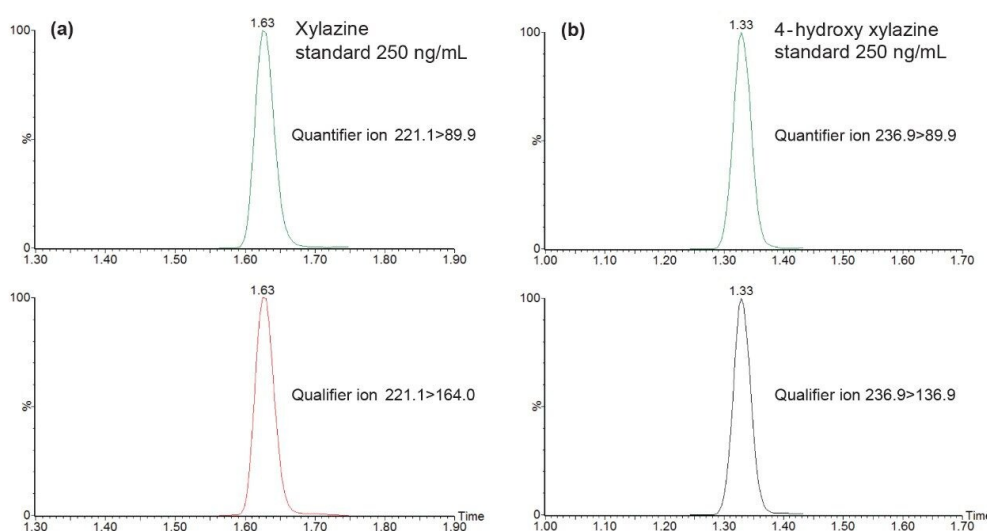 (a)
1.63
Xylazine
standard 250 ng/mL
Quantifier ion 221.1>89.9
100
%
0
1.30 1.40 1.50 1.60 1.70 1.80 1.90
(b)
1.33
4-hydroxy xylazine
standard 250 ng/mL
Quantifier ion 236.9>89.9
100
%
0
1.00 1.10 1.20 1.30 1.40 1.50 1.60 1.70
1.63
Qualifier ion 221.1>164.0
100
%
0
1.30 1.40 1.50 1.60 1.70 1.80 1.90
Time
1.33
Qualifier ion 236.9>136.9
100
%
0
1.00 1.10 1.20 1.30 1.40 1.50 1.60 1.70
Time